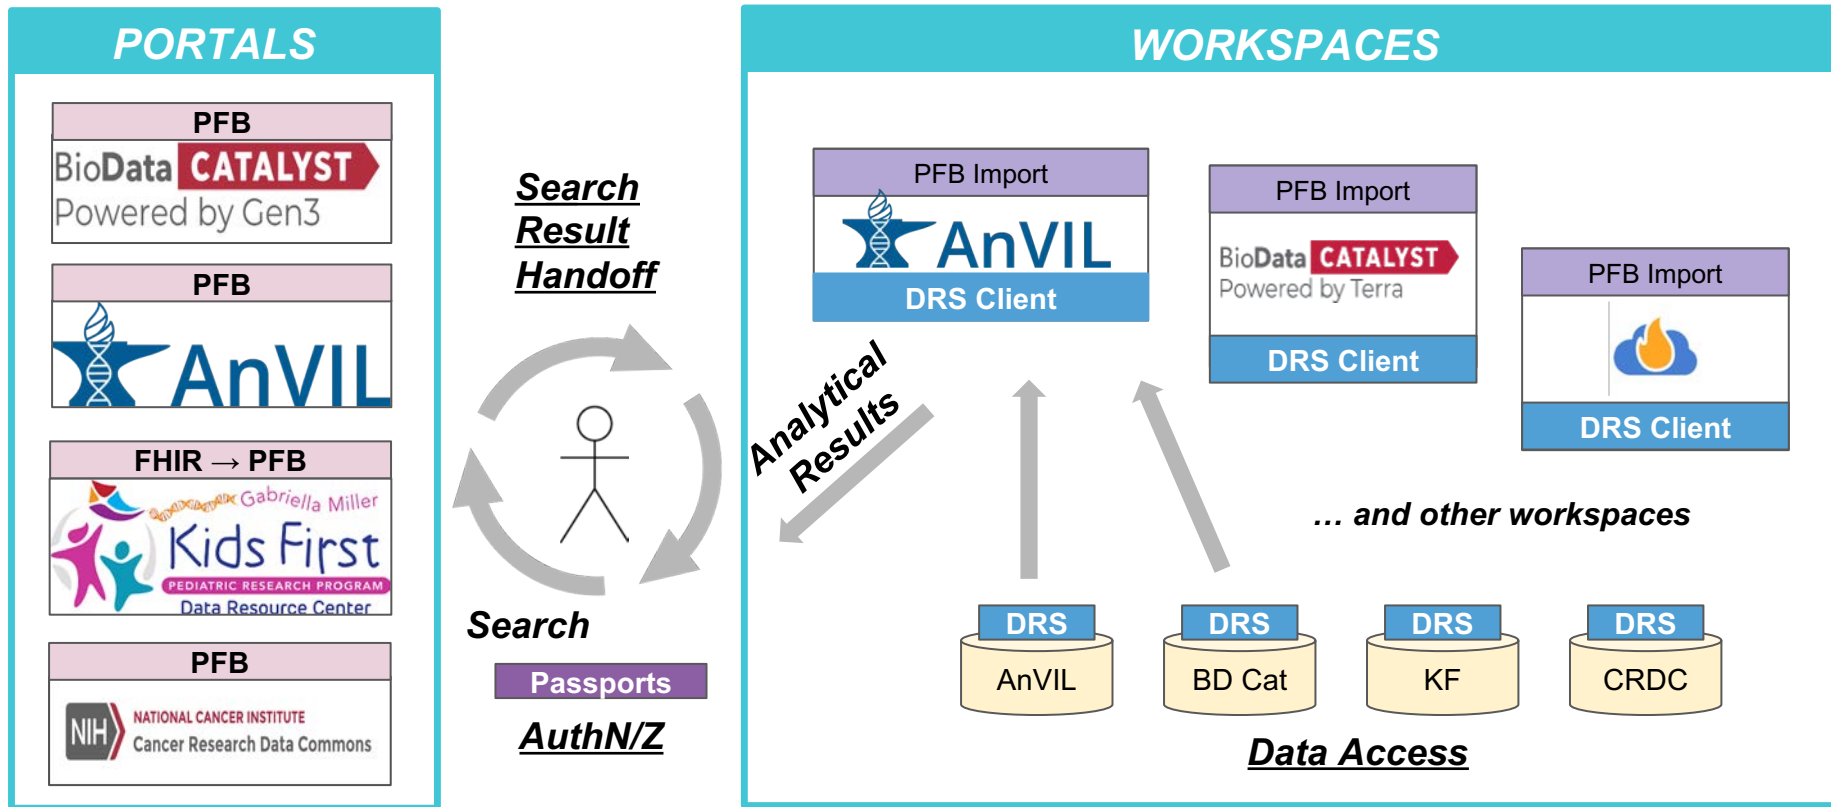 PORTALS
PFB
BioData CATALYST
Powered by Gen3
PFB
AnVIL
FHIR → PFB
Gabriella Miller
Kids First
PEDIATRIC RESEARCH PROGRAM
Data Resource Center
PFB
NIH
NATIONAL CANCER INSTITUTE
Cancer Research Data Commons
Search
Result
Handoff
Search
Passports
AuthN/Z
WORKSPACES
PFB Import
AnVIL
DRS Client
PFB Import
BioData CATALYST
Powered by Terra
DRS Client
PFB Import
DRS Client
Analytical
Results
... and other workspaces
DRS
AnVIL
DRS
BD Cat
DRS
KF
DRS
CRDC
Data Access